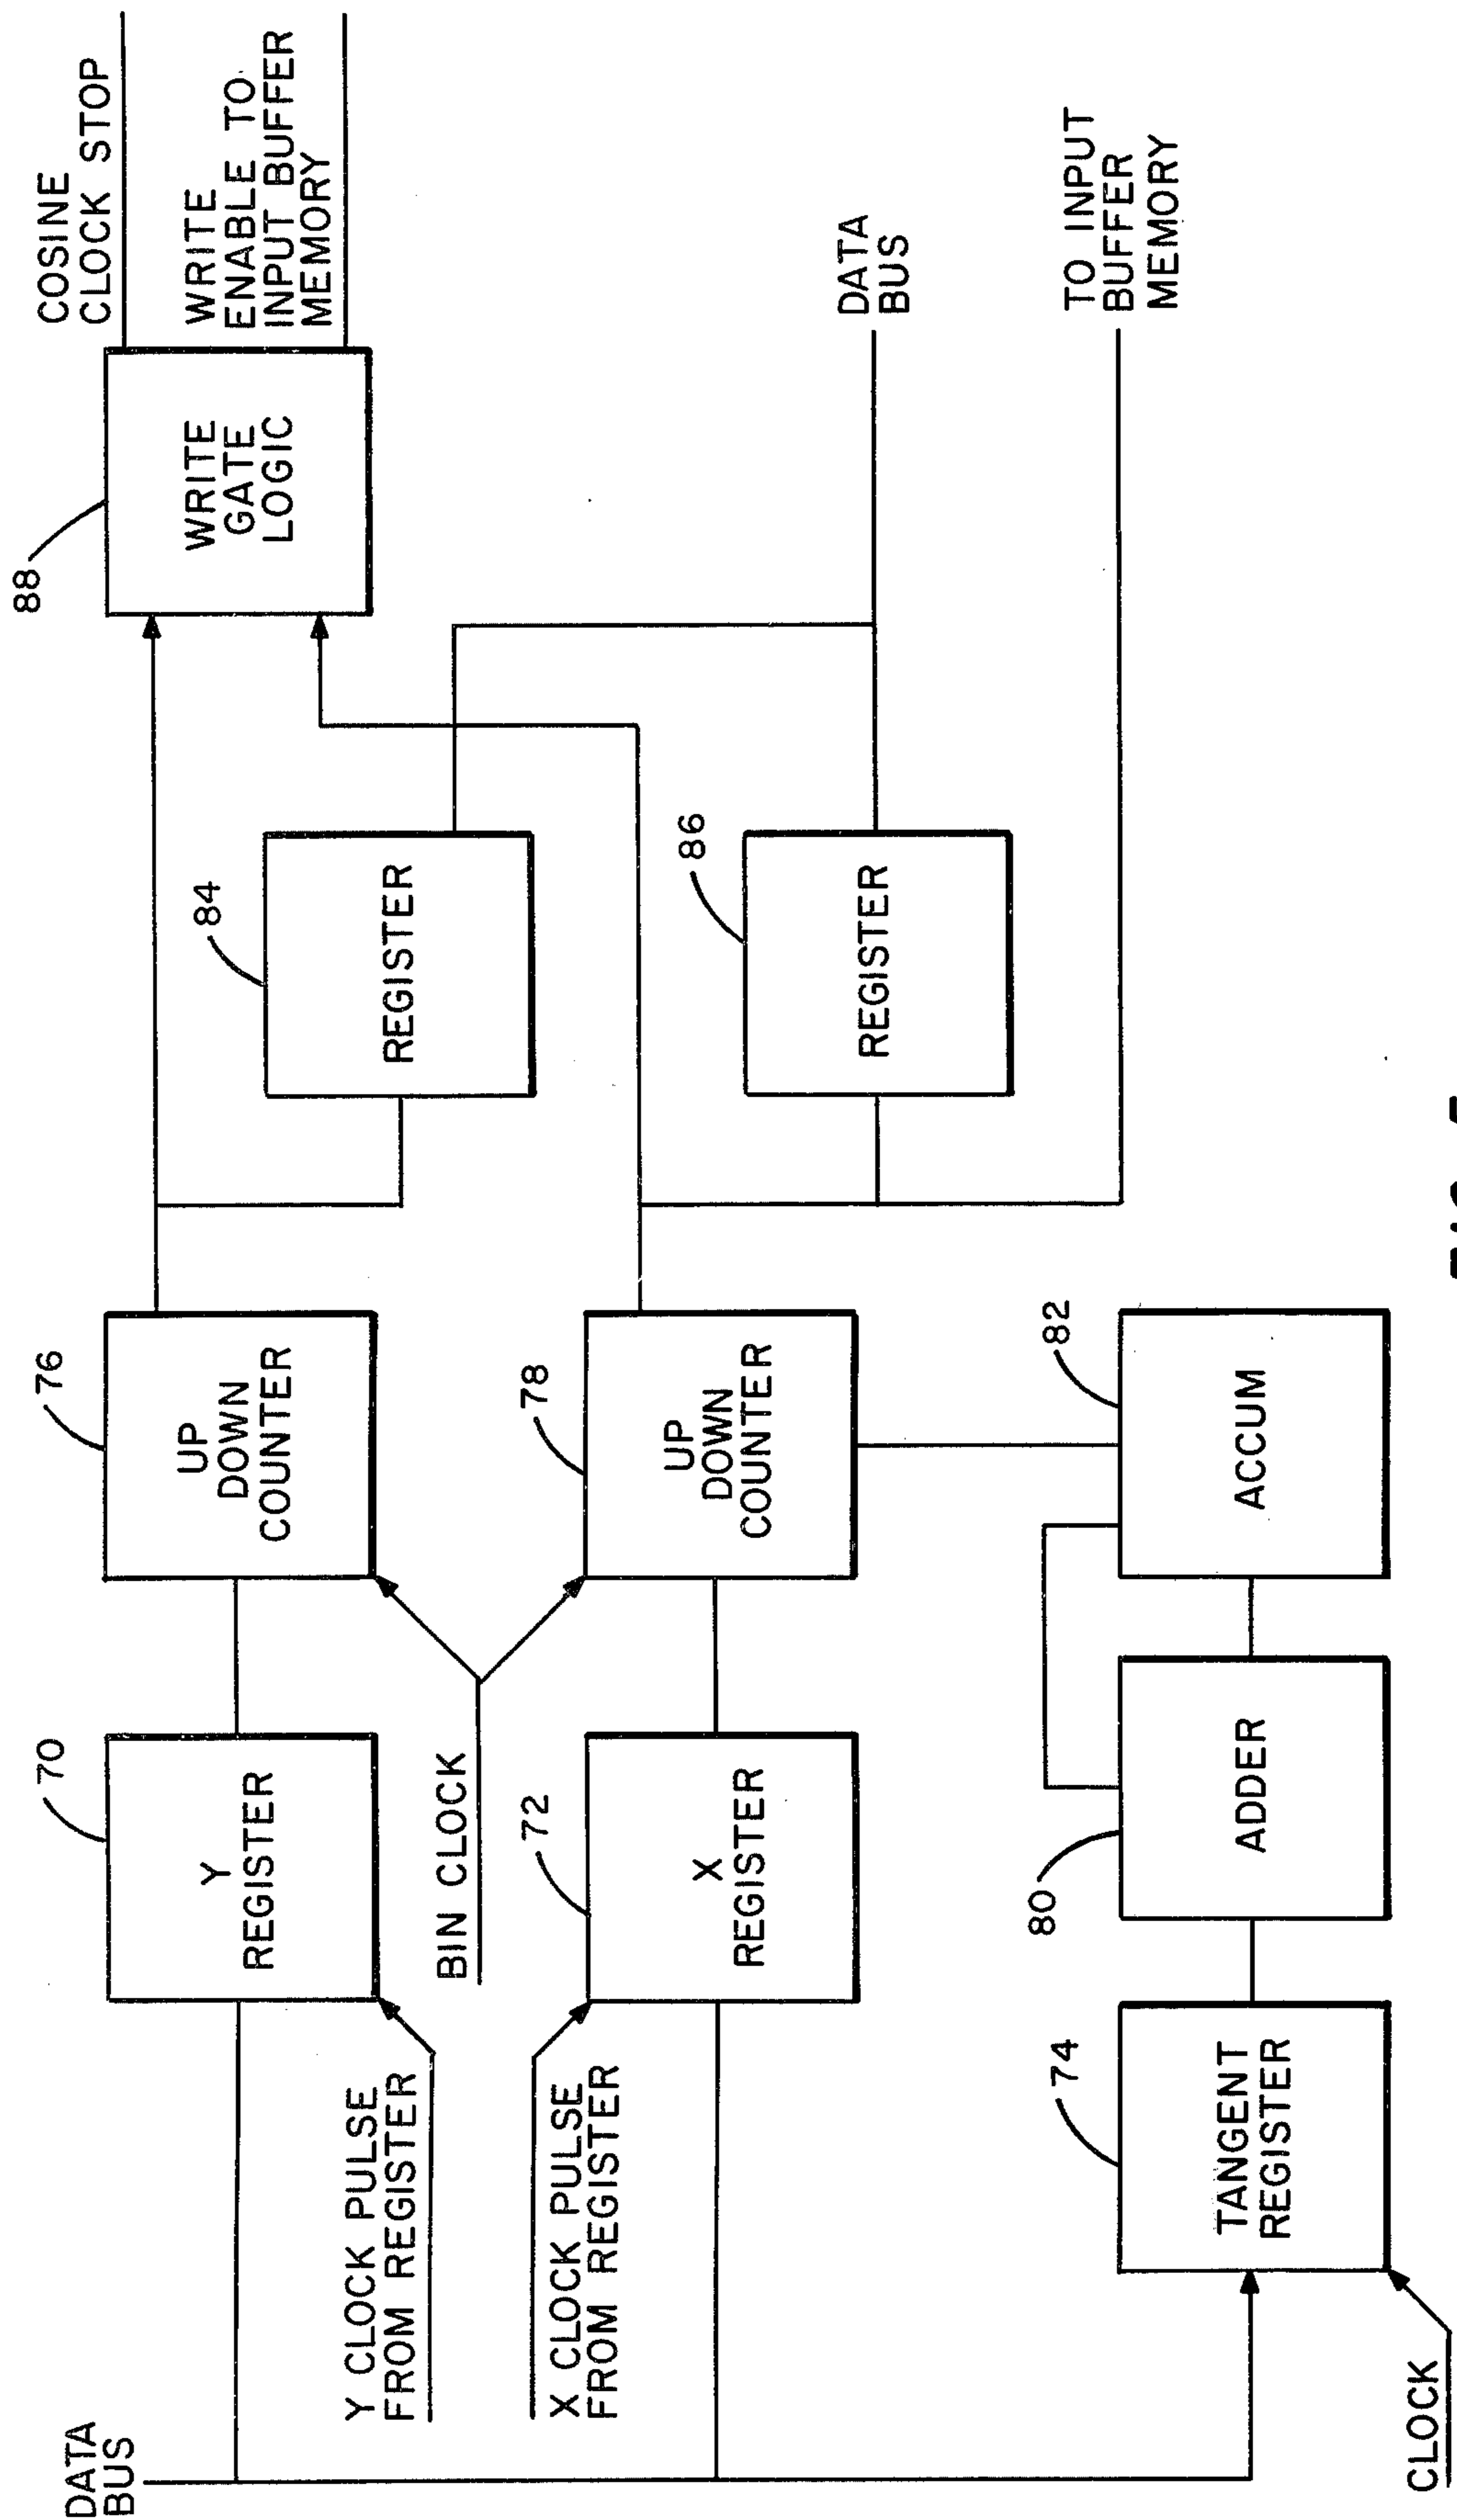 DATA
BUS
Y CLOCK PULSE
FROM REGISTER
X CLOCK PULSE
FROM REGISTER
CLOCK
70
Y
REGISTER
BIN CLOCK
72
X
REGISTER
74
TANGENT
REGISTER
80
ADDER
76
UP
DOWN
COUNTER
78
UP
DOWN
COUNTER
82
ACCUM
84
REGISTER
86
REGISTER
88
WRITE
GATE
LOGIC
COSINE
CLOCK STOP
WRITE
ENABLE TO
INPUT BUFFER
MEMORY
DATA
BUS
TO INPUT
BUFFER
MEMORY